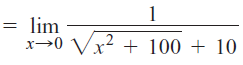 = lim x→0 1 / (√(x² + 100) + 10)